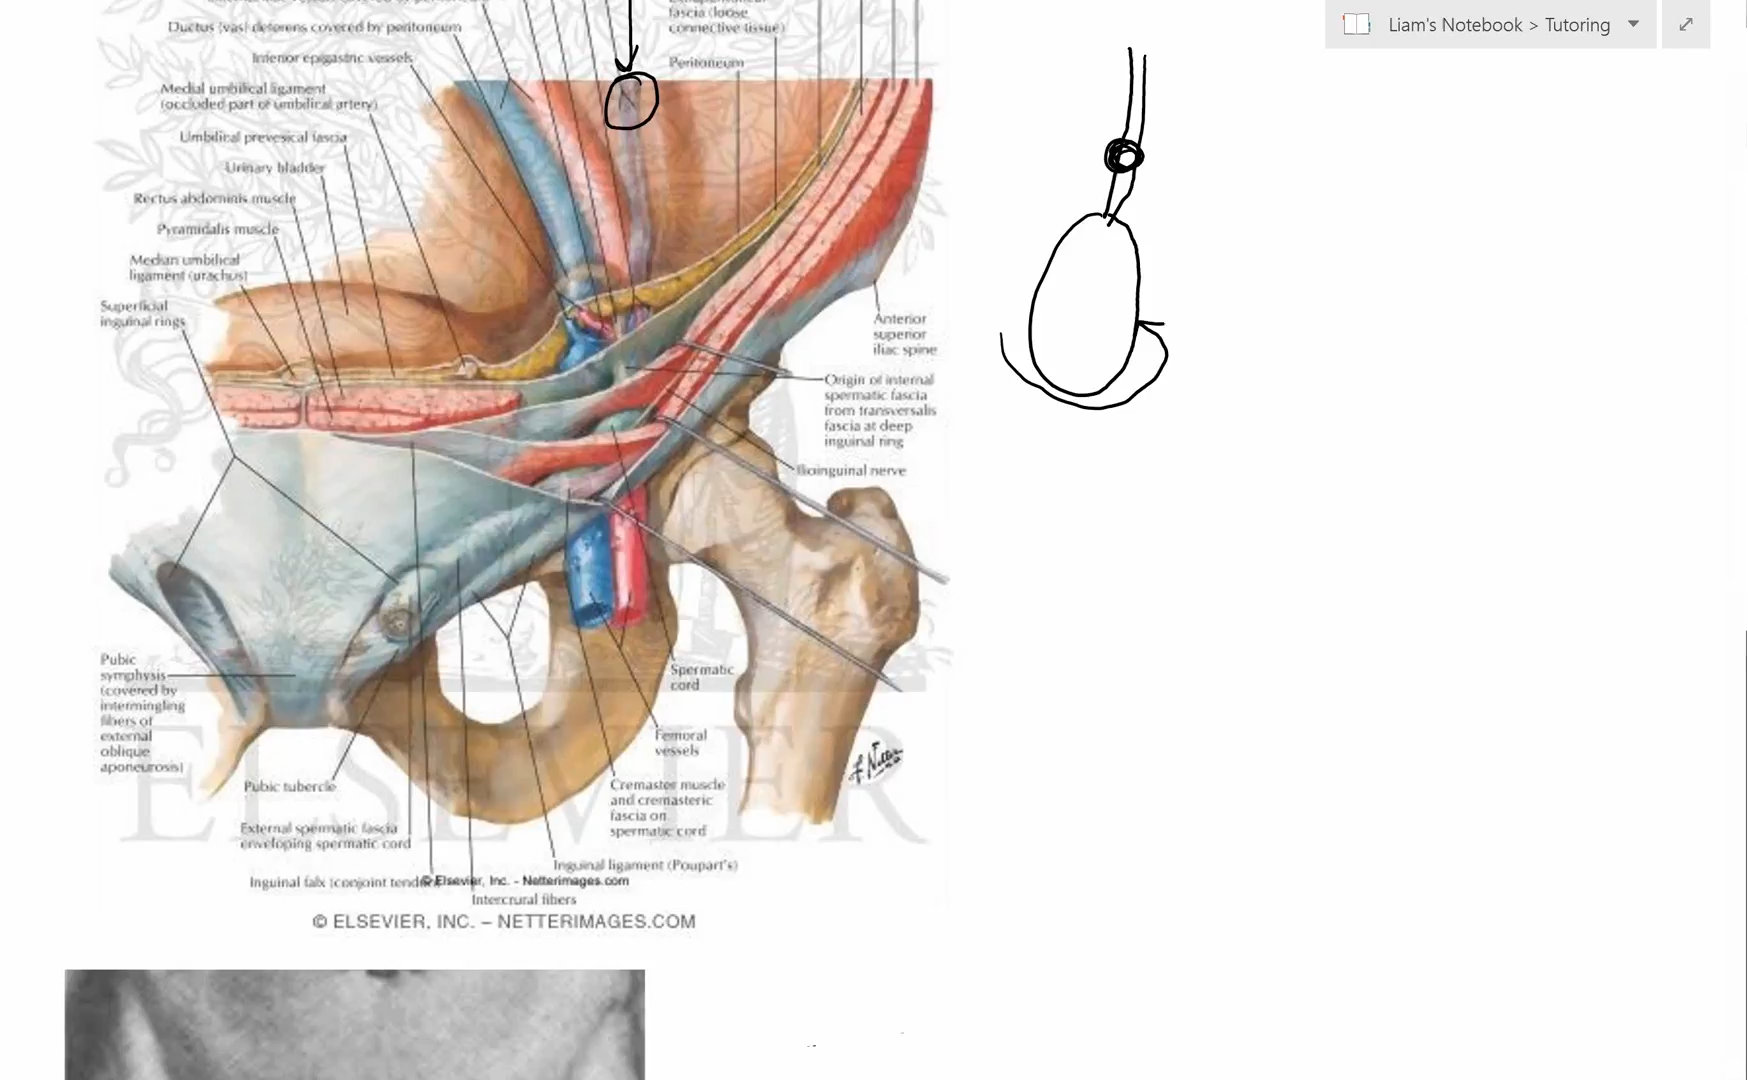 fascia (loose
connective tissue)
Ductus (vas) deferens covered by peritoneum
Inferior epigastric vessels
Peritoneum
Medial umbilical ligament
(occluded part of umbilical artery)
Umbilical prevesical fascia
Urinary bladder
Rectus abdominis muscle
Pyramidalis muscle
Median umbilical
ligament (urachus)
Superficial
inguinal rings
Anterior
superior
iliac spine
Origin of internal
spermatic fascia
from transversalis
fascia at deep
inguinal ring
Ilioinguinal nerve
Pubic
symphysis
(covered by
intermingling
fibers of
external
oblique
aponeurosis)
Spermatic
cord
Femoral
vessels
Pubic tubercle
Cremaster muscle
and cremasteric
fascia on
spermatic cord
External spermatic fascia
enveloping spermatic cord
Inguinal ligament (Poupart's)
Inguinal falx (conjoint
© Elsevier, Inc. - Netterimages.com
Intercrural fibers
ELSEVIER
F. Netter
© ELSEVIER, INC. – NETTERIMAGES.COM
Liam's Notebook > Tutoring